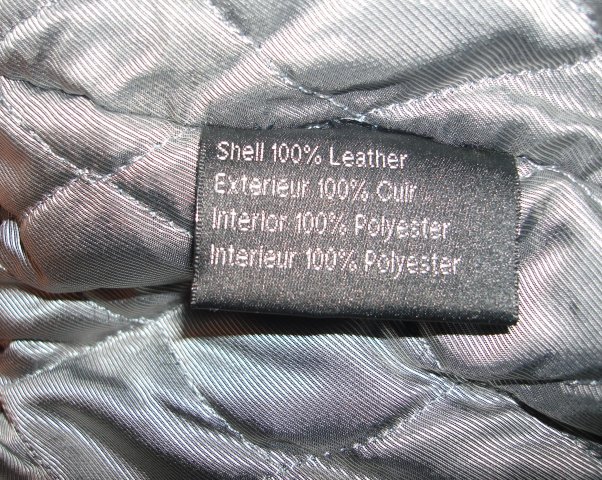 Shell 100% Leather
Exterieur 100% Cuir
Interior 100% Polyester
Interieur 100% Polyester